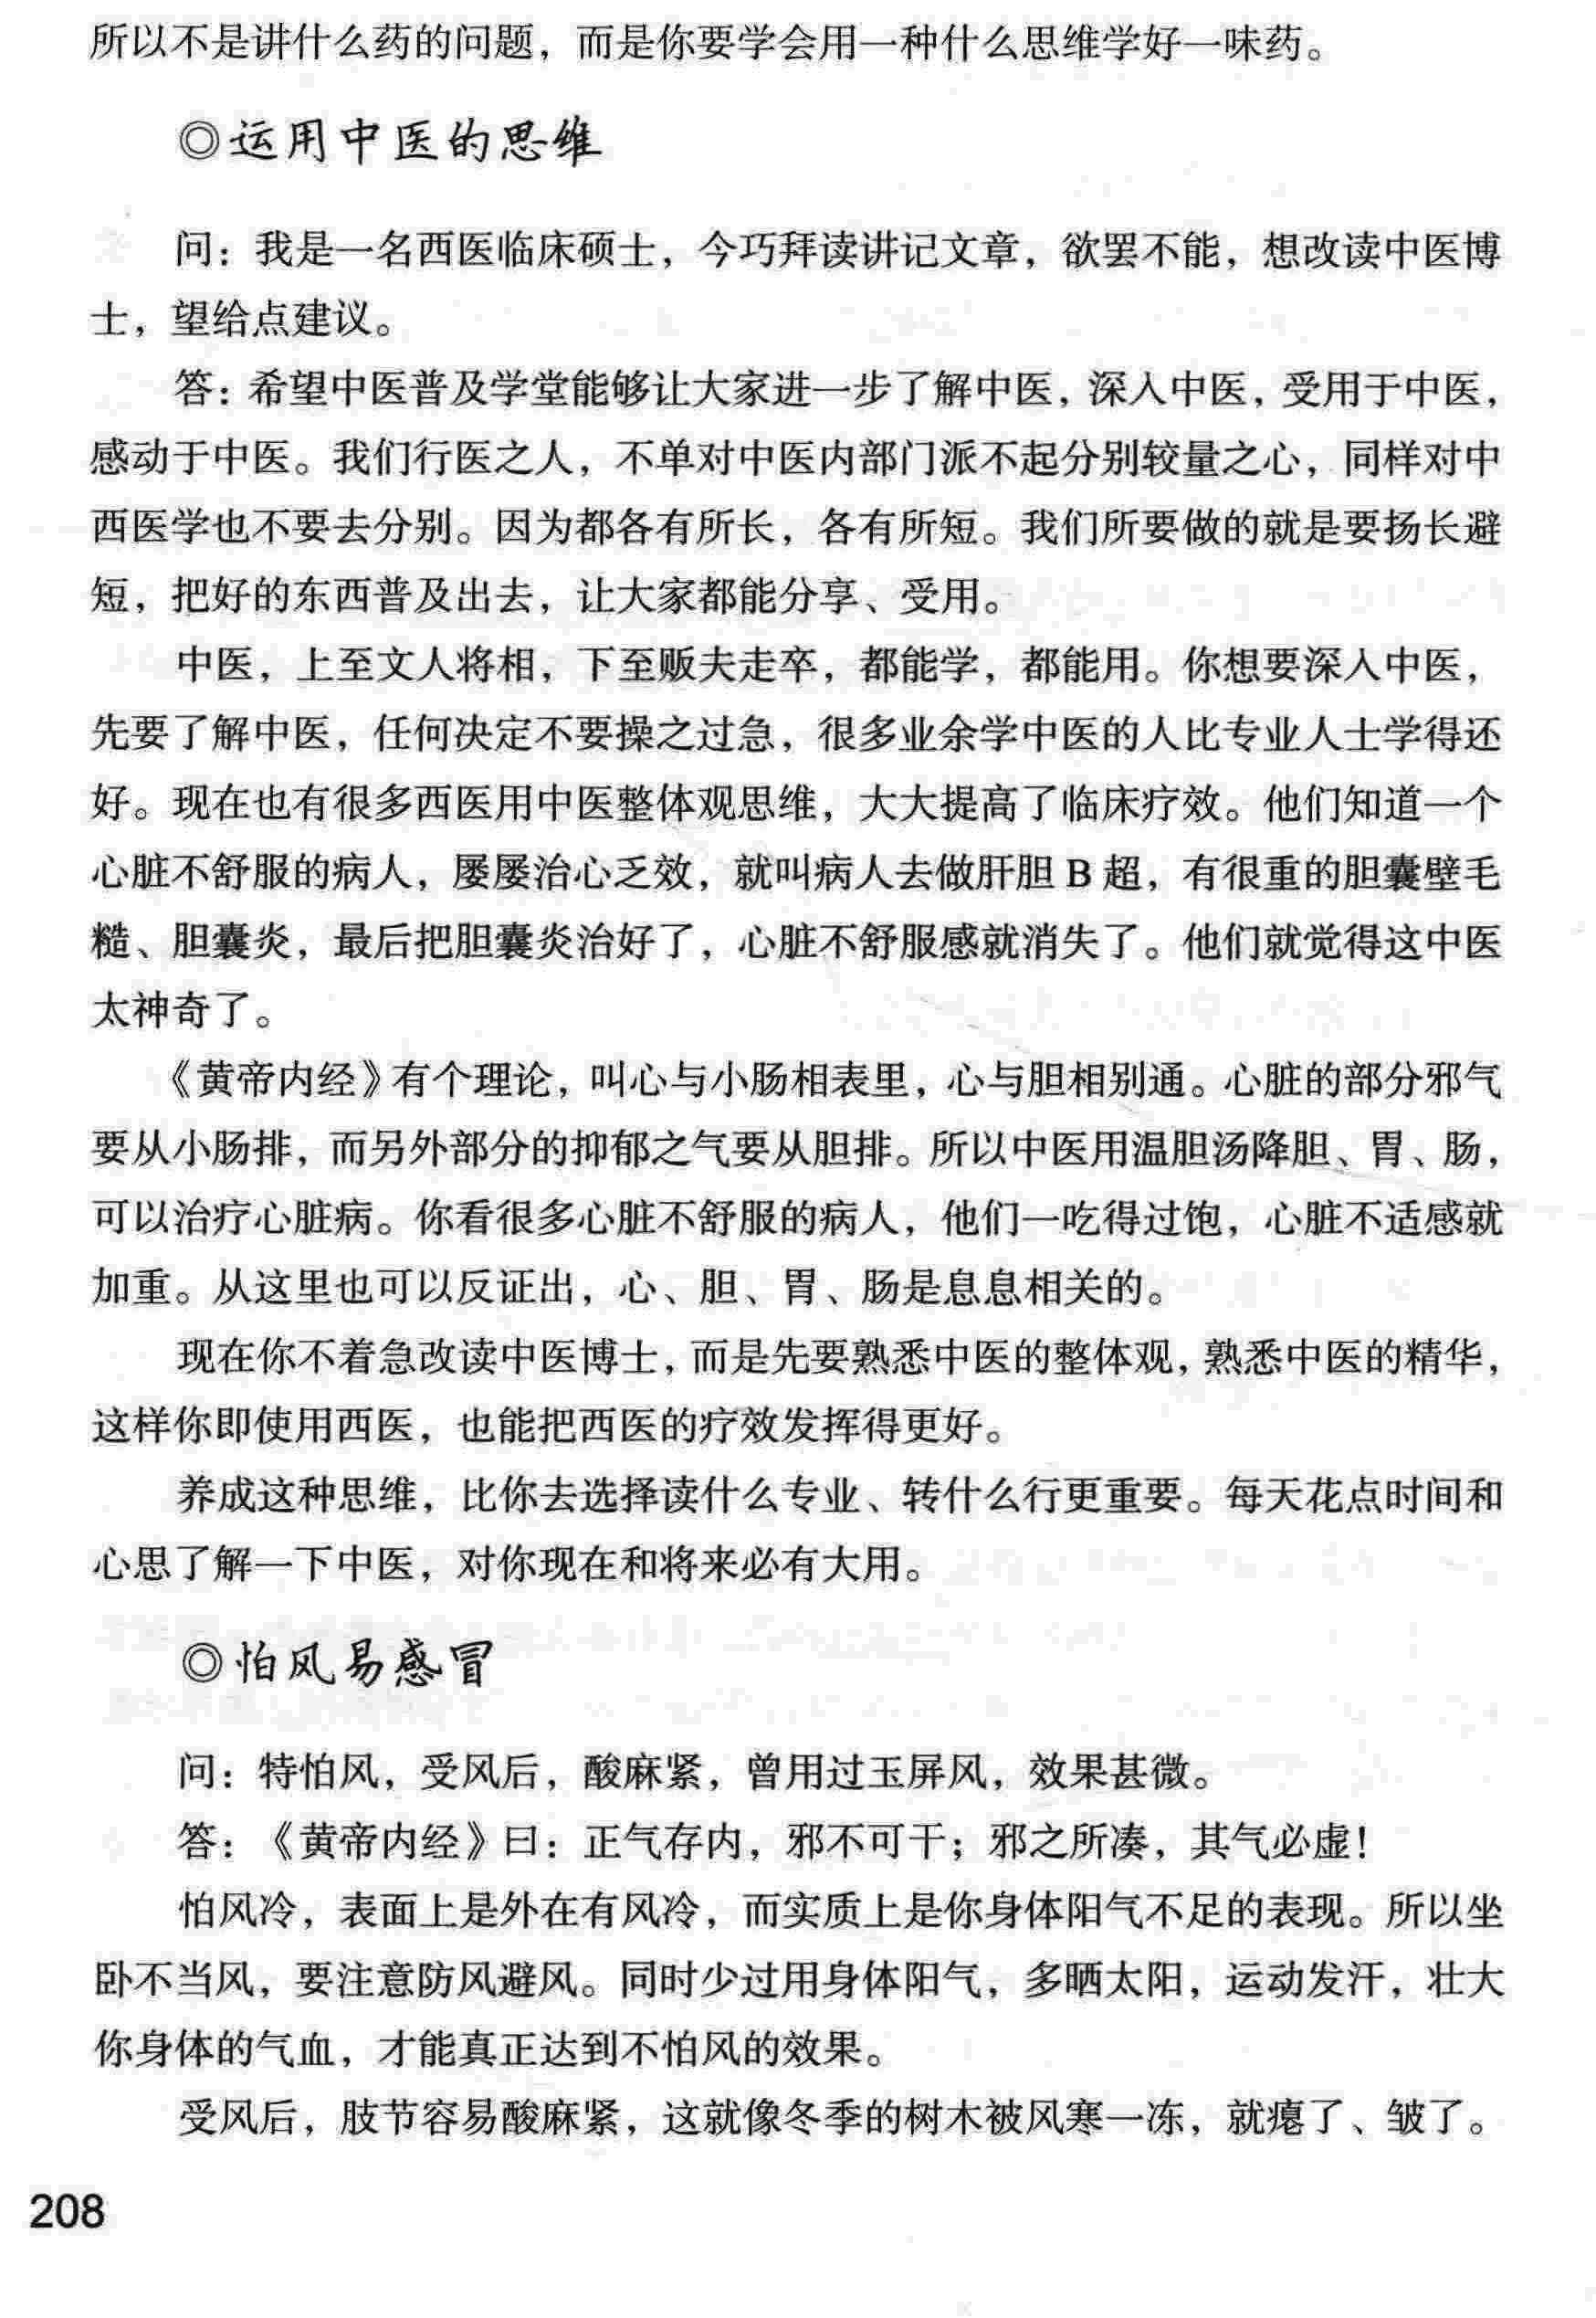 所以不是讲什么药的问题，而是你要学会用一种什么思维学好一味药。
◎运用中医的思维
问：我是一名西医临床硕士，今巧拜读讲记文章，欲罢不能，想改读中医博
士，望给点建议。
答：希望中医普及学堂能够让大家进一步了解中医，深入中医，受用于中医，
感动于中医。我们行医之人，不单对中医内部门派不起分别较量之心，同样对中
西医学也不要去分别。因为都各有所长，各有所短。我们所要做的就是要扬长避
短，把好的东西普及出去，让大家都能分享、受用。
中医，上至文人将相，下至贩夫走卒，都能学，都能用。你想要深入中医，
先要了解中医，任何决定不要操之过急，很多业余学中医的人比专业人士学得还
好。现在也有很多西医用中医整体观思维，大大提高了临床疗效。他们知道一个
心脏不舒服的病人，屡屡治心乏效，就叫病人去做肝胆 B 超，有很重的胆囊壁毛
糙、胆囊炎，最后把胆囊炎治好了，心脏不舒服感就消失了。他们就觉得这中医
太神奇了。
《黄帝内经》有个理论，叫心与小肠相表里，心与胆相别通。心脏的部分邪气
要从小肠排，而另外部分的抑郁之气要从胆排。所以中医用温胆汤降胆、胃、肠，
可以治疗心脏病。你看很多心脏不舒服的病人，他们一吃得过饱，心脏不适感就
加重。从这里也可以反证出，心、胆、胃、肠是息息相关的。
现在你不着急改读中医博士，而是先要熟悉中医的整体观，熟悉中医的精华，
这样你即使用西医，也能把西医的疗效发挥得更好。
养成这种思维，比你去选择读什么专业、转什么行更重要。每天花点时间和
心思了解一下中医，对你现在和将来必有大用。
◎怕风易感冒
问：特怕风，受风后，酸麻紧，曾用过玉屏风，效果甚微。
答：《黄帝内经》曰：正气存内，邪不可干；邪之所凑，其气必虚！
怕风冷，表面上是外在有风冷，而实质上是你身体阳气不足的表现。所以坐
卧不当风，要注意防风避风。同时少过用身体阳气，多晒太阳，运动发汗，壮大
你身体的气血，才能真正达到不怕风的效果。
受风后，肢节容易酸麻紧，这就像冬季的树木被风寒一冻，就瘪了、皱了。
208